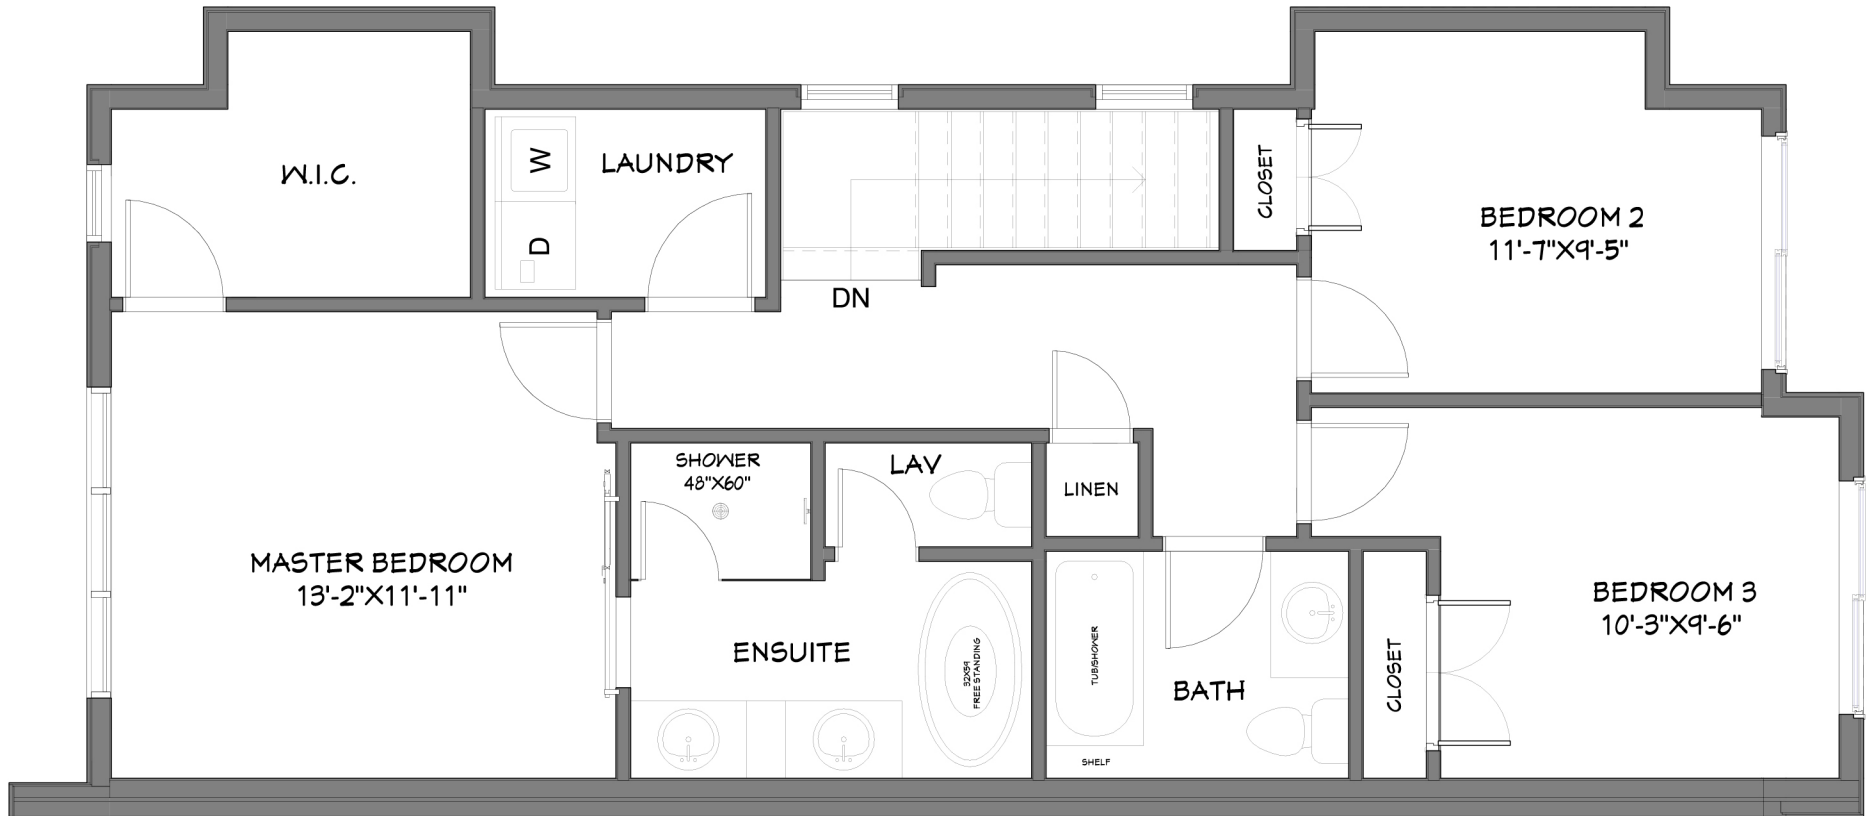 W.I.C.
W
D
LAUNDRY
DN
CLOSET
BEDROOM 2
11'-7"X9'-5"
MASTER BEDROOM
13'-2"X11'-11"
SHOWER
48"X60"
LAV
LINEN
ENSUITE
32X59
FREE STANDING
TUB/SHOWER
SHELF
BATH
CLOSET
BEDROOM 3
10'-3"X9'-6"